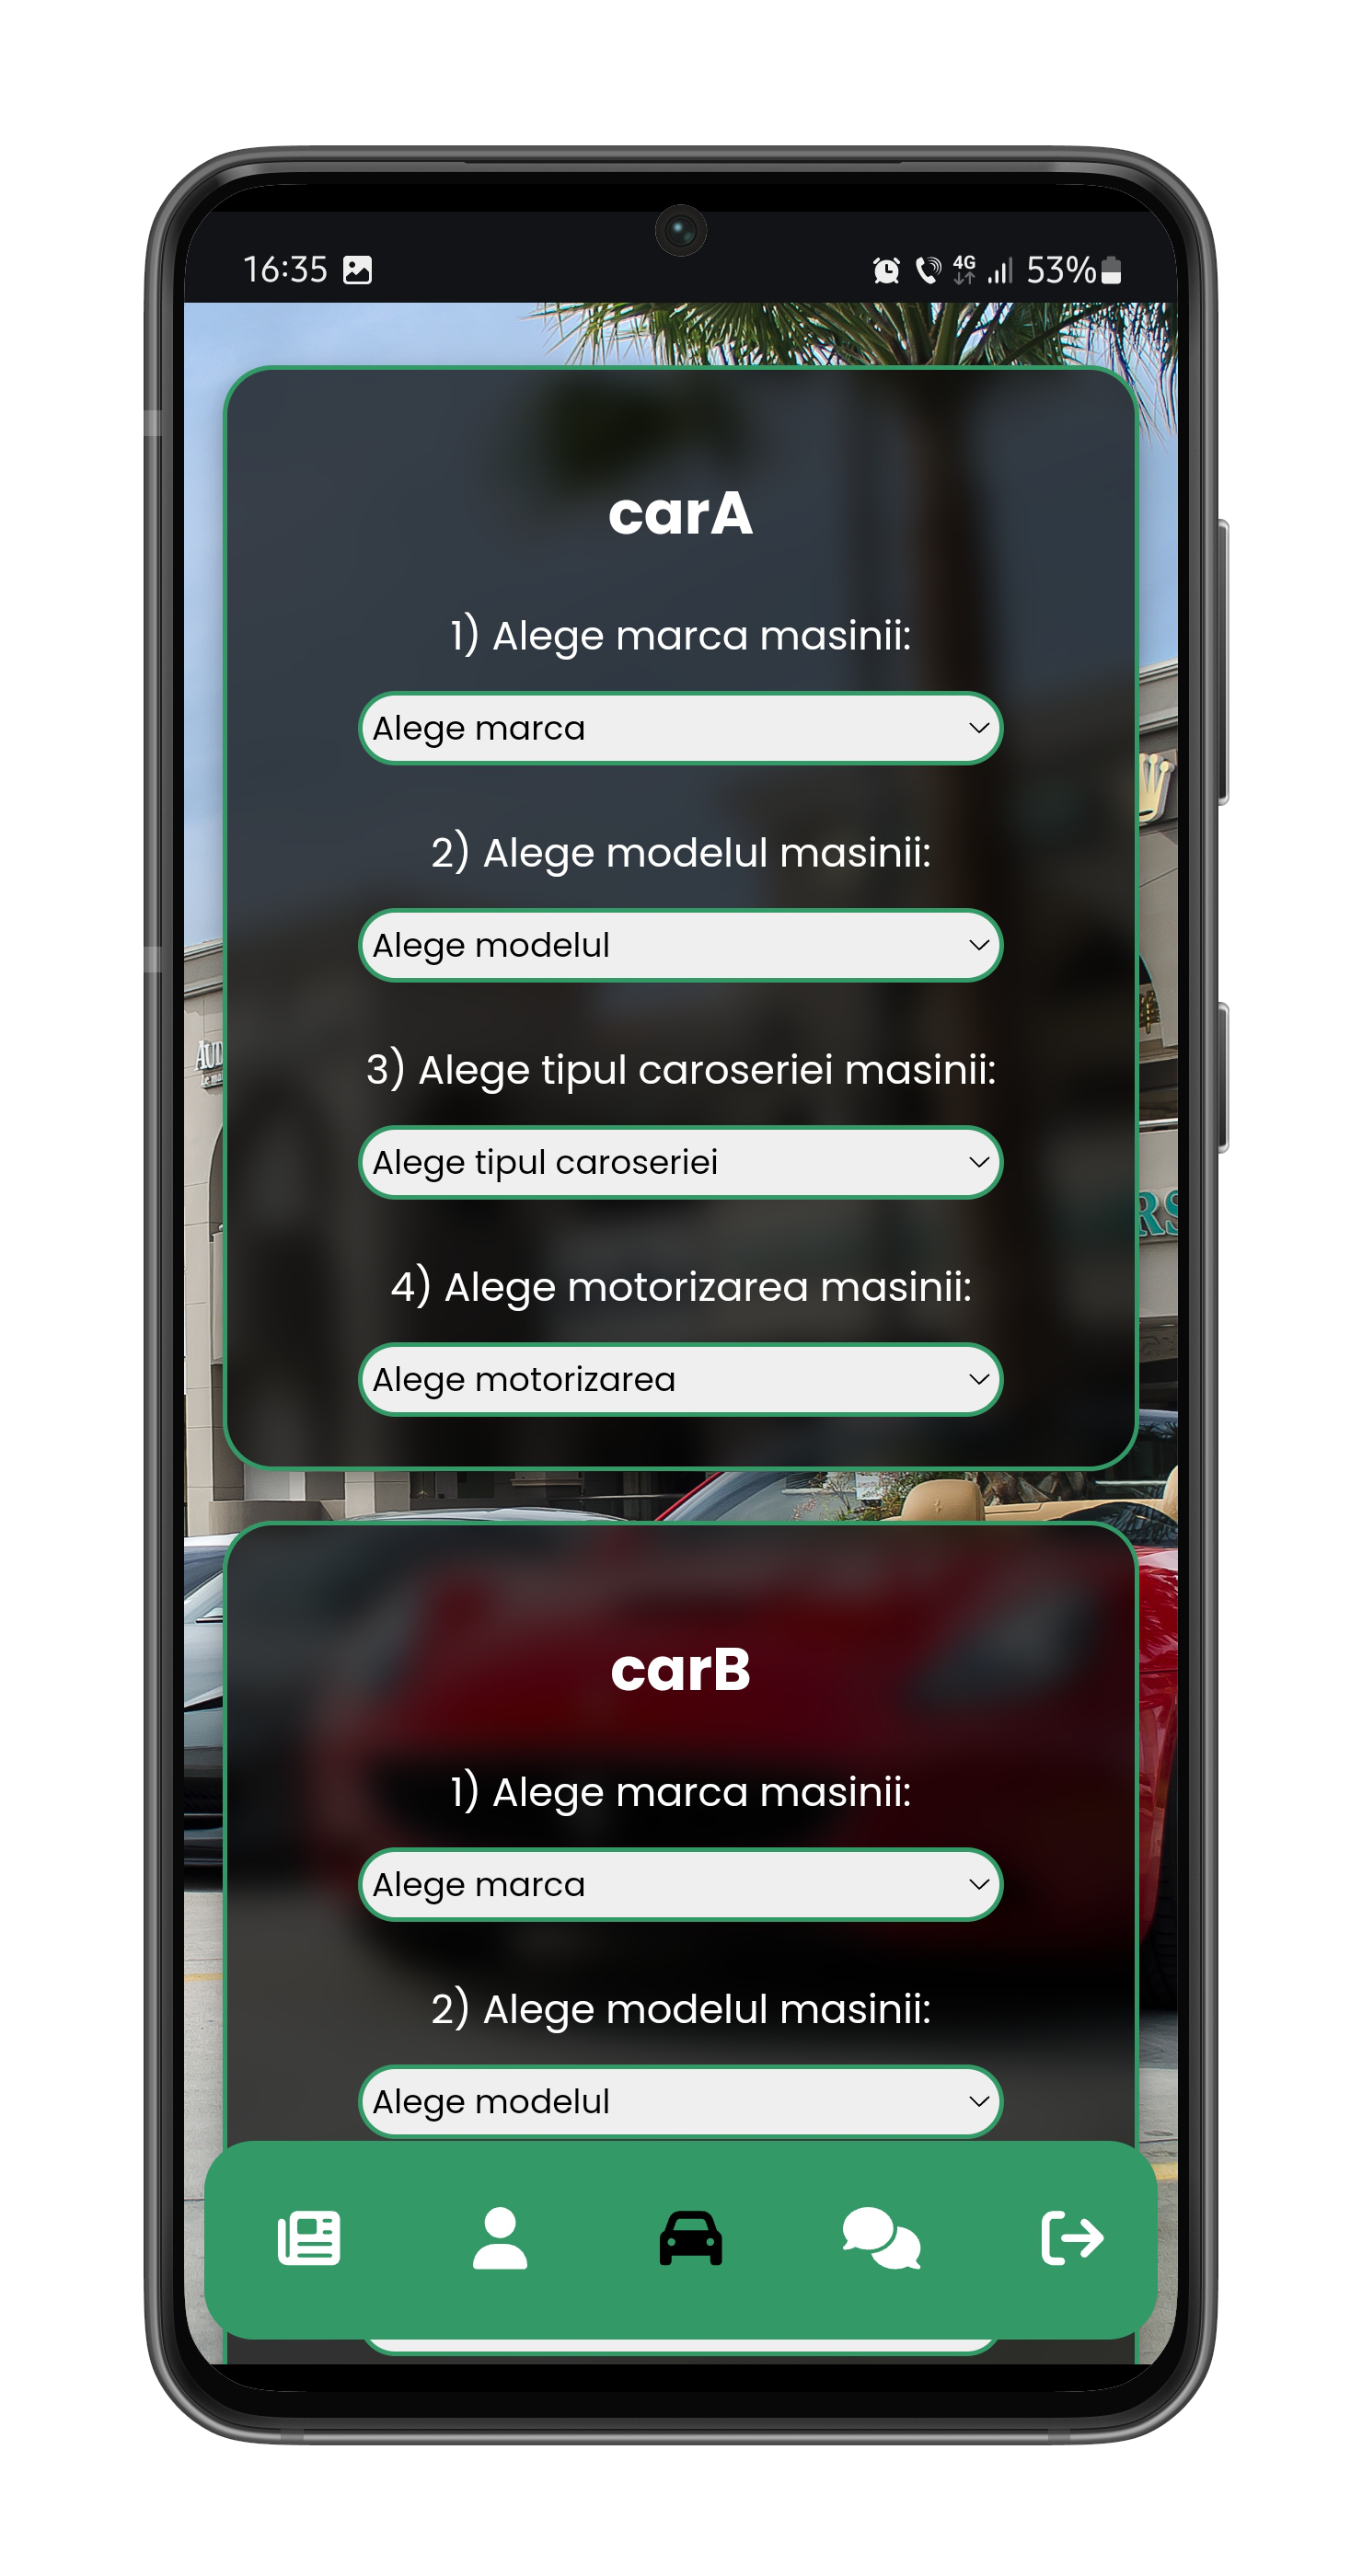 16:35
4G
53%
carA
1) Alege marca masinii:
Alege marca
2) Alege modelul masinii:
Alege modelul
3) Alege tipul caroseriei masinii:
Alege tipul caroseriei
4) Alege motorizarea masinii:
Alege motorizarea
carB
1) Alege marca masinii:
Alege marca
2) Alege modelul masinii:
Alege modelul